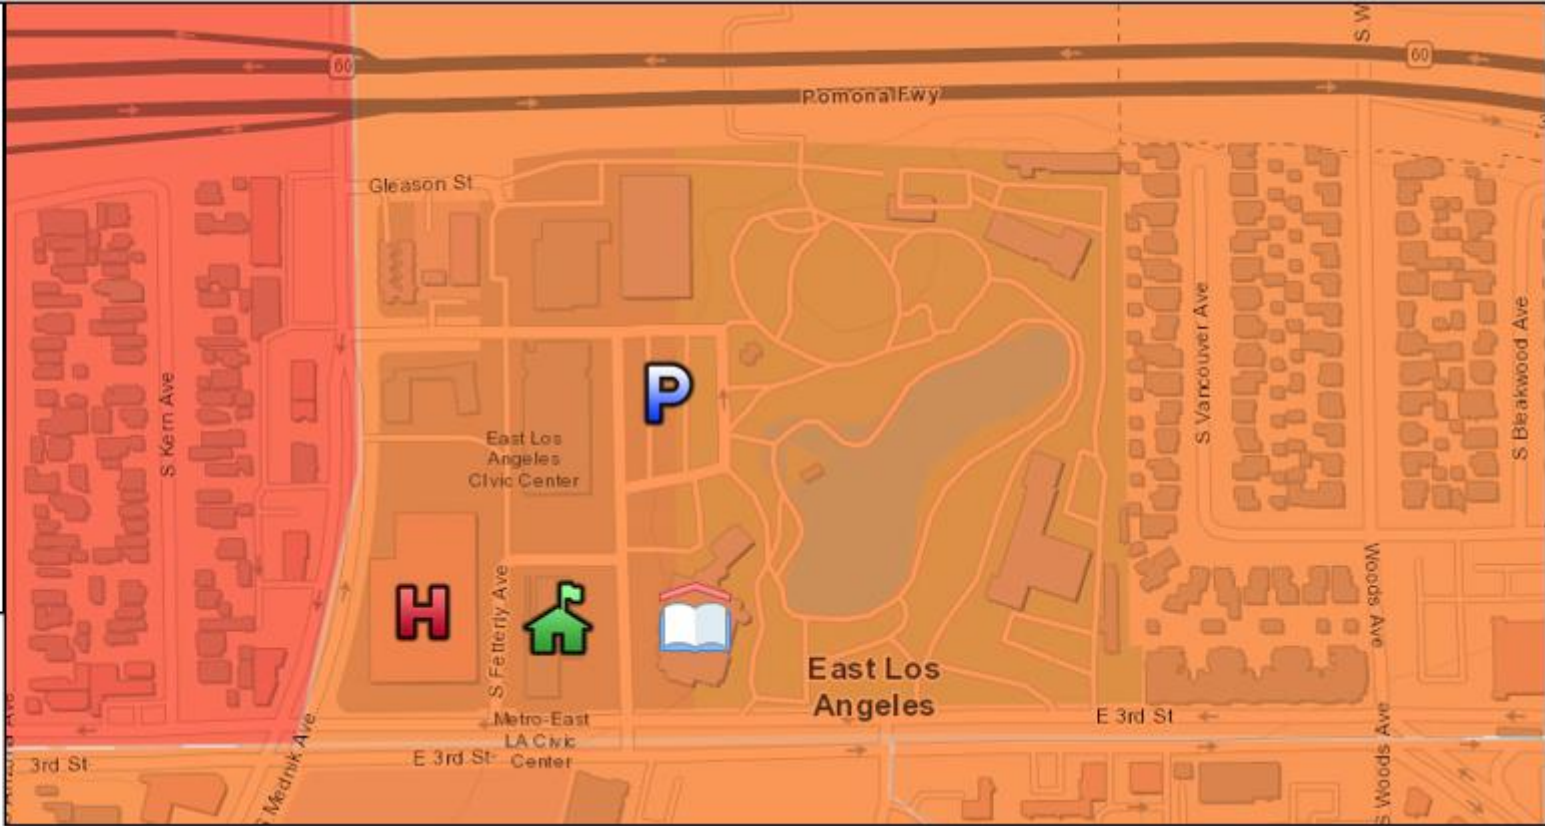 S W
60
60
Pomona Fwy
Gleason St
S Kern Ave
S Vancouver Ave
S Bleakwood Ave
P
East Los
Angeles
Civic Center
H
S Fetterly Ave
Woods Ave
East Los
Angeles
E 3rd St
Metro-East
LA Civic
Center
E 3rd St
3rd St
S Mednik Ave
S Woods Ave